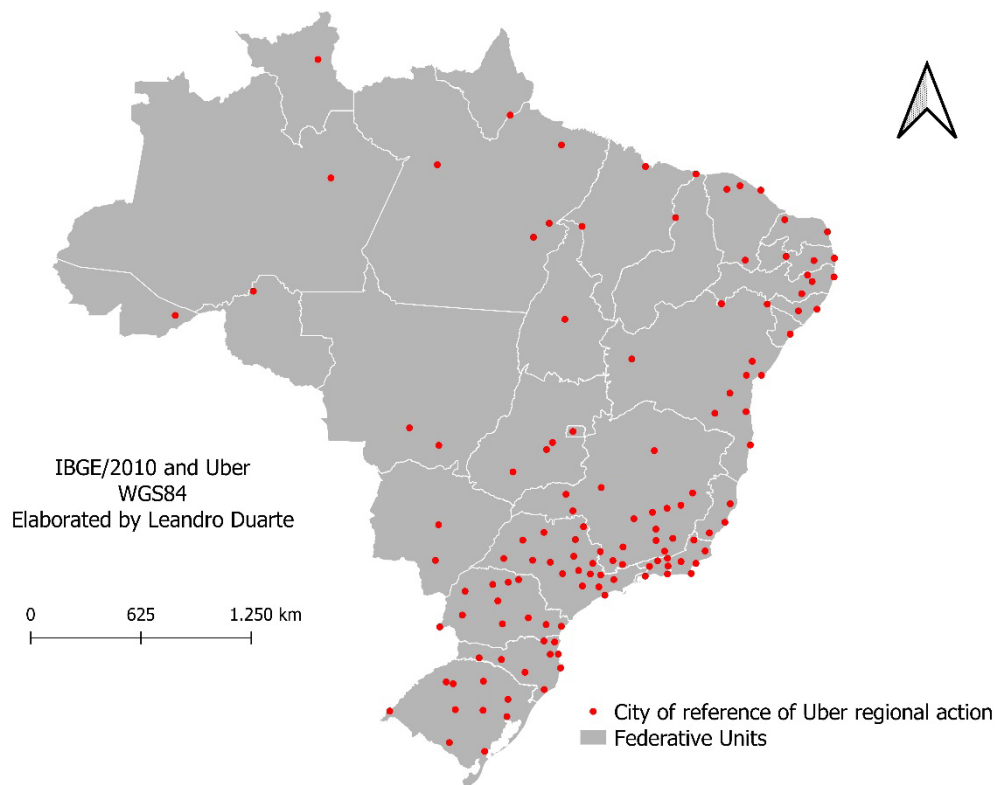 IBGE/2010 and Uber
WGS84
Elaborated by Leandro Duarte
0 625 1.250 km
City of reference of Uber regional action
Federative Units